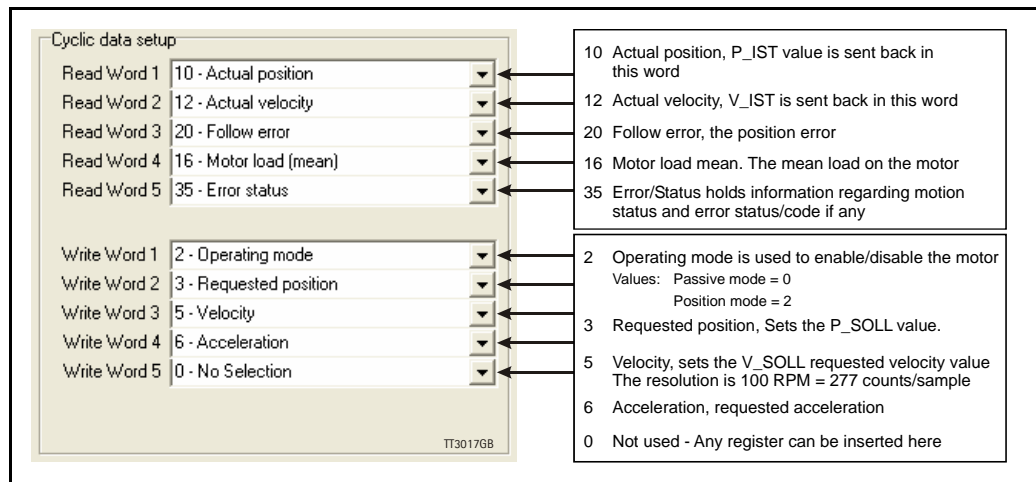 Cyclic data setup
Read Word 1 10 - Actual position
Read Word 2 12 - Actual velocity
Read Word 3 20 - Follow error
Read Word 4 16 - Motor load (mean)
Read Word 5 35 - Error status
Write Word 1 2 - Operating mode
Write Word 2 3 - Requested position
Write Word 3 5 - Velocity
Write Word 4 6 - Acceleration
Write Word 5 0 - No Selection
TT3017GB
10 Actual position, P_IST value is sent back in
this word
12 Actual velocity, V_IST is sent back in this word
20 Follow error, the position error
16 Motor load mean. The mean load on the motor
35 Error/Status holds information regarding motion
status and error status/code if any
2 Operating mode is used to enable/disable the motor
Values: Passive mode = 0
Position mode = 2
3 Requested position, Sets the P_SOLL value.
5 Velocity, sets the V_SOLL requested velocity value
The resolution is 100 RPM = 277 counts/sample
6 Acceleration, requested acceleration
0 Not used - Any register can be inserted here